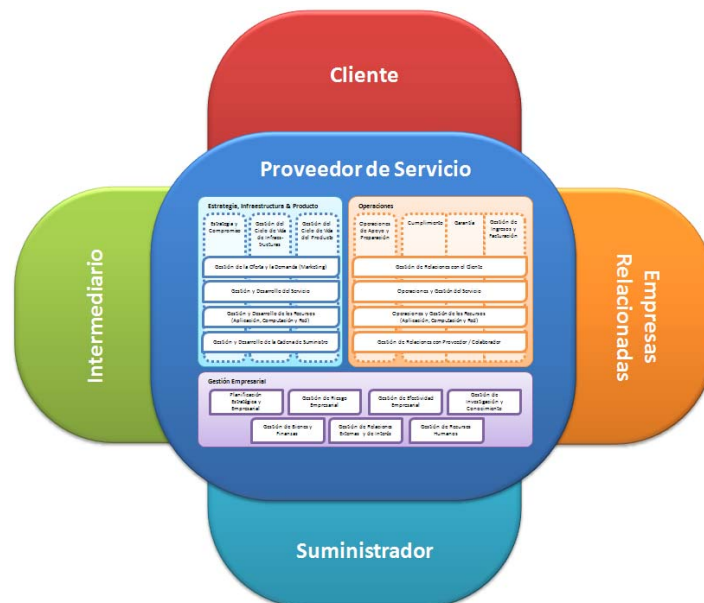 Cliente
Proveedor de Servicio
Estrategia, Infraestructura & Producto
Operaciones
Estrategia y
Compromiso
Gestión del
Ciclo de Vida
de Infraes-
tructuras
Gestión del
Ciclo de Vida
del Producto
Operaciones
de Apoyo y
Preparación
Cumplimiento
Garantía
Gestión de
Ingresos y
Facturación
Gestión de la Oferta y la Demanda (Marketing)
Gestión de Relaciones con el Cliente
Gestión y Desarrollo del Servicio
Operaciones y Gestión del Servicio
Gestión y Desarrollo de los Recursos
(Aplicación, Computación y Red)
Operaciones y Gestión de los Recursos
(Aplicación, Computación y Red)
Gestión y Desarrollo de la Cadena de Suministro
Gestión de Relaciones con Proveedor / Colaborador
Gestión Empresarial
Planificación
Estratégica y
Empresarial
Gestión de Riesgo
Empresarial
Gestión de Efectividad
Empresarial
Gestión de
Investigación y
Conocimiento
Gestión de Bienes y
Finanzas
Gestión de Relaciones
Externas y de Interés
Gestión de Recursos
Humanos
Intermediario
Empresas
Relacionadas
Suministrador